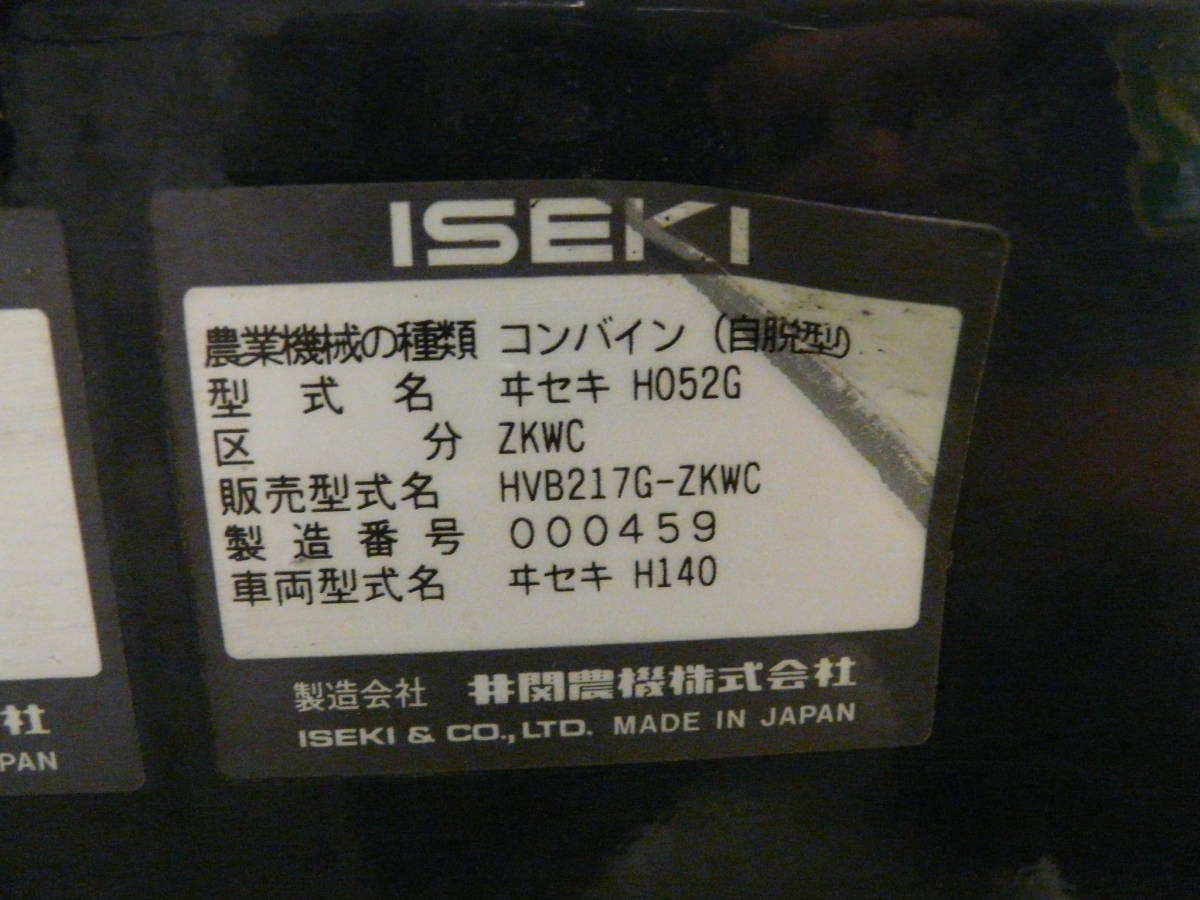 ISEKI
農業機械の種類 コンバイン (自脱型)
型式名 ヰセキ H052G
区分 ZKWC
販売型式名 HVB217G-ZKWC
製造番号 000459
車両型式名 ヰセキ H140
製造会社 井関農機株式会社
ISEKI & CO.,LTD. MADE IN JAPAN
社
PAN